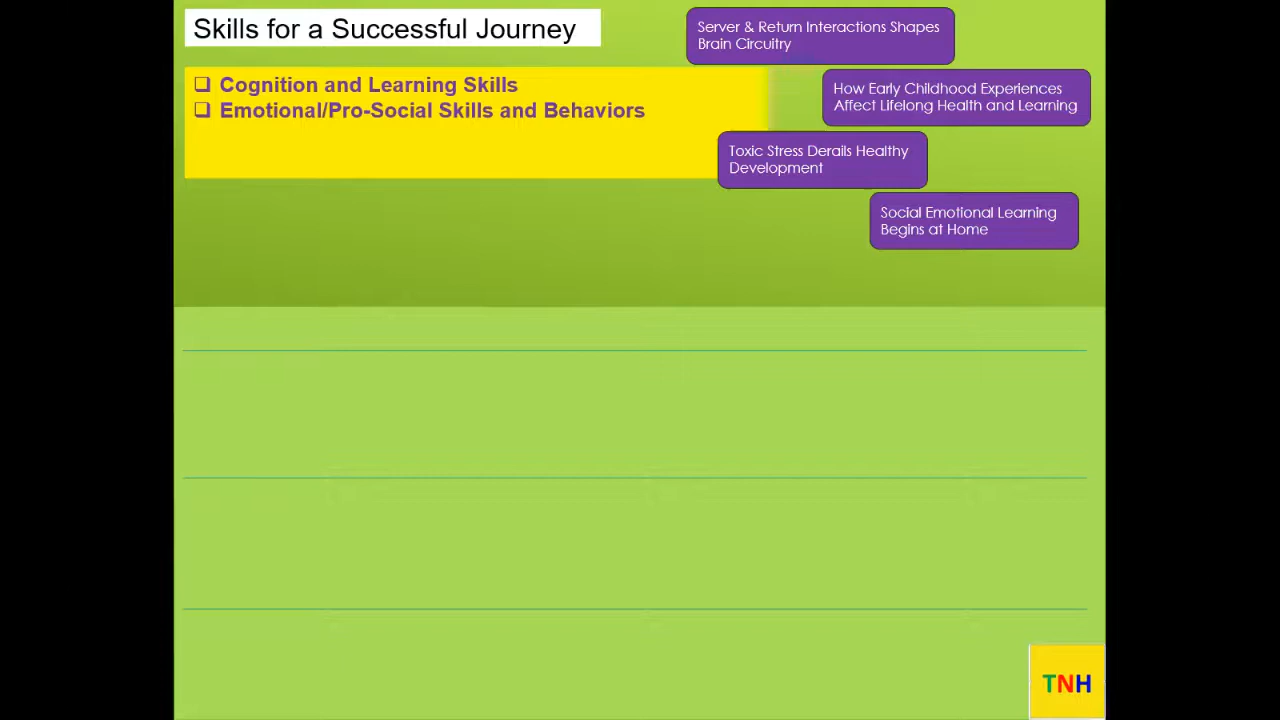 Skills for a Successful Journey
❑ Cognition and Learning Skills
❑ Emotional/Pro-Social Skills and Behaviors
Server & Return Interactions Shapes
Brain Circuitry
How Early Childhood Experiences
Affect Lifelong Health and Learning
Toxic Stress Derails Healthy
Development
Social Emotional Learning
Begins at Home
TNH